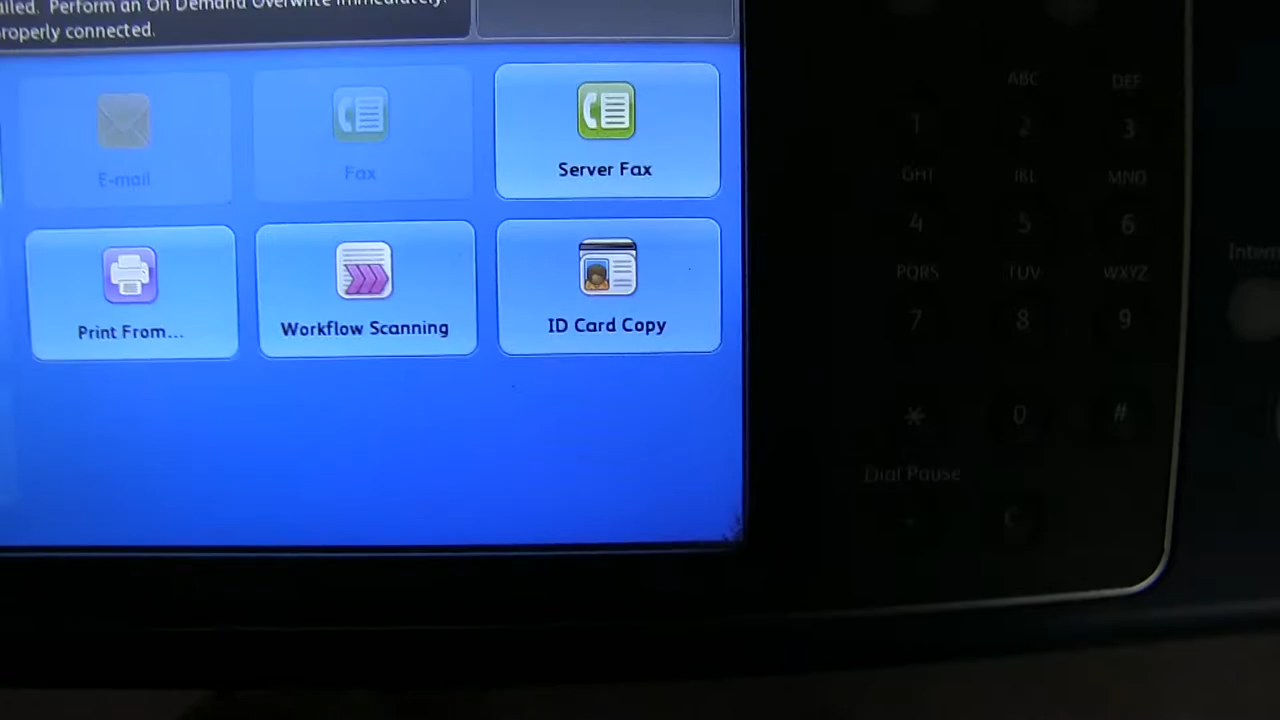 Perform an On Demand Overwrite immediately.
properly connected.
E-mail
Fax
Server Fax
Print From...
Workflow Scanning
ID Card Copy
ABC
DEF
1
2
3
GHI
JKL
MNO
4
5
6
PQRS
TUV
WXYZ
7
8
9
*
0
#
Dial Pause
C